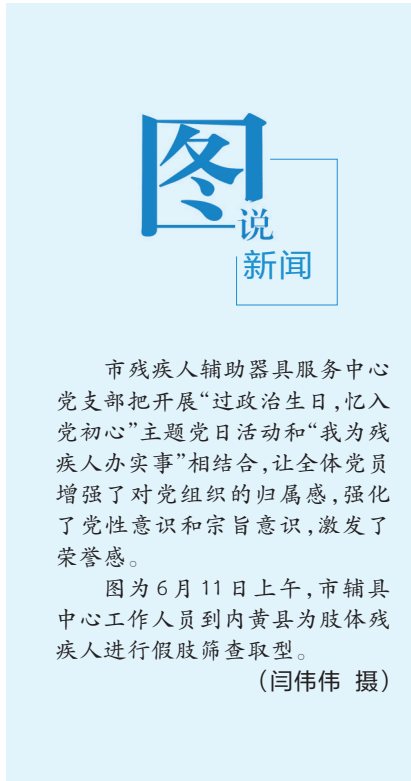 图说
新闻
市残疾人辅助器具服务中心
党支部把开展“过政治生日，忆入
党初心”主题党日活动和“我为残
疾人办实事”相结合，让全体党员
增强了对党组织的归属感，强化
了党性意识和宗旨意识，激发了
荣誉感。
图为6月11日上午，市辅具
中心工作人员到内黄县为肢体残
疾人进行假肢筛查取型。
（闫伟伟 摄）